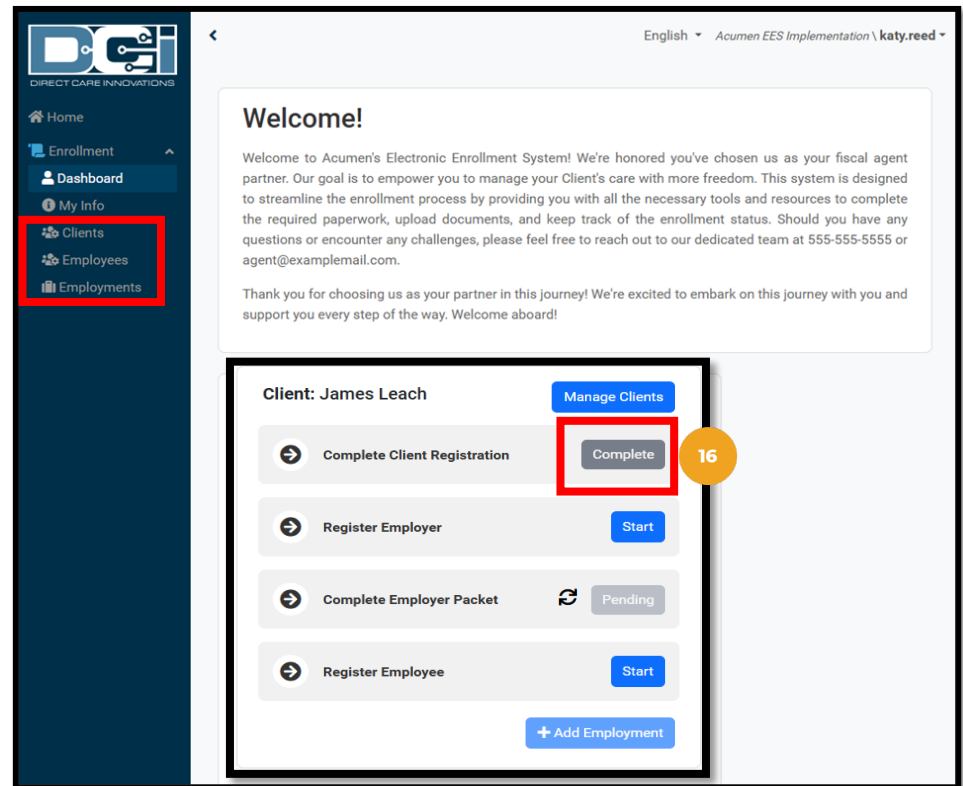 DCi
DIRECT CARE INNOVATIONS
Home
Enrollment
Dashboard
My Info
Clients
Employees
Employments
English
Acumen EES Implementation \ katy.reed
Welcome!
Welcome to Acumen's Electronic Enrollment System! We're honored you've chosen us as your fiscal agent
partner. Our goal is to empower you to manage your Client's care with more freedom. This system is designed
to streamline the enrollment process by providing you with all the necessary tools and resources to complete
the required paperwork, upload documents, and keep track of the enrollment status. Should you have any
questions or encounter any challenges, please feel free to reach out to our dedicated team at 555-555-5555 or
agent@examplemail.com.
Thank you for choosing us as your partner in this journey! We're excited to embark on this journey with you and
support you every step of the way. Welcome aboard!
Client: James Leach
Manage Clients
Complete Client Registration
Complete
16
Register Employer
Start
Complete Employer Packet
Pending
Register Employee
Start
+ Add Employment